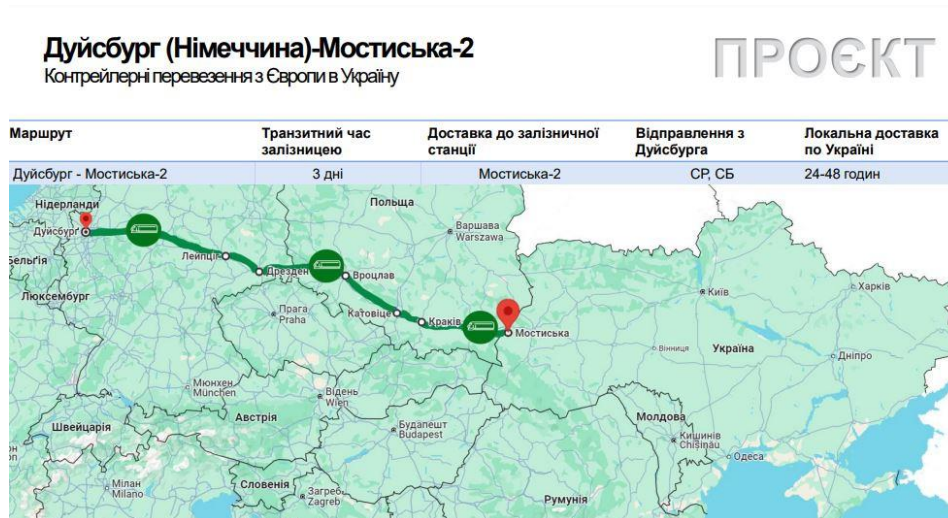 Дуйсбург (Німеччина)-Мостиська-2
Контрейлерні перевезення з Європи в Україну
ПРОЄКТ
Маршрут
Транзитний час
залізницею
Доставка до залізничної
станції
Відправлення з
Дуйсбурга
Локальна доставка
по Україні
Дуйсбург - Мостиська-2
3 дні
Мостиська-2
СР, СБ
24-48 годин
Нідерланди
Польща
Дуйсбурґ
Варшава
Warszawa
Бельгія
Лейпціг
Дрезден
Вроцлав
Люксембург
Прага
Praha
Катовіце
Краків
Мостиська
Київ
Харків
Вінниця
Україна
Дніпро
Мюнхен
München
Відень
Wien
Швейцарія
Австрія
Будапешт
Budapest
Молдова
Кишинів
Chișinău
Одеса
Мілан
Milano
Словенія
Загреб
Zagreb
Румунія